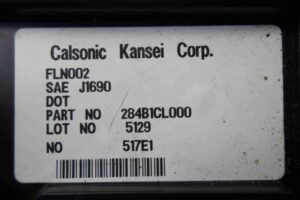 Calsonic Kansei Corp.
FLN002
SAE J1690
DOT
PART NO 284B1CL000
LOT NO 5129
NO 517E1